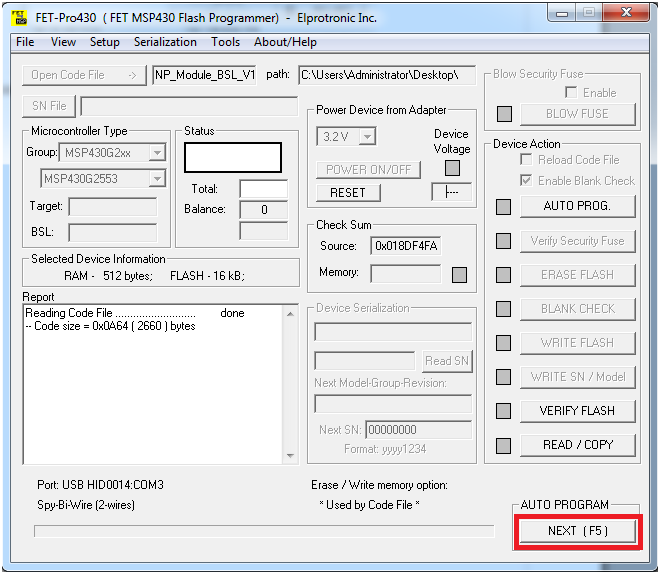 FET-Pro430 ( FET MSP430 Flash Programmer) - Elprotronic Inc.
File View Setup Serialization Tools About/Help
Open Code File -> NP_Module_BSL_V1 path: C:\Users\Administrator\Desktop\
SN File
Microcontroller Type
Group: MSP430G2xx
MSP430G2553
Target:
BSL:
Status
Total:
Balance: 0
Selected Device Information
RAM - 512 bytes; FLASH - 16 kB;
Report
Reading Code File ........................... done
-- Code size = 0x0A64 ( 2660 ) bytes
Power Device from Adapter
3.2 V
Device
Voltage
POWER ON/OFF
RESET
Check Sum
Source: 0x018DF4FA
Memory:
Device Serialization
Read SN
Next Model-Group-Revision:
Next SN: 00000000
Format: yyyy1234
Blow Security Fuse
Enable
BLOW FUSE
Device Action
Reload Code File
Enable Blank Check
AUTO PROG.
Verify Security Fuse
ERASE FLASH
BLANK CHECK
WRITE FLASH
WRITE SN / Model
VERIFY FLASH
READ / COPY
Port: USB HID0014:COM3
Spy-Bi-Wire (2-wires)
Erase / Write memory option:
* Used by Code File *
AUTO PROGRAM
NEXT ( F5 )